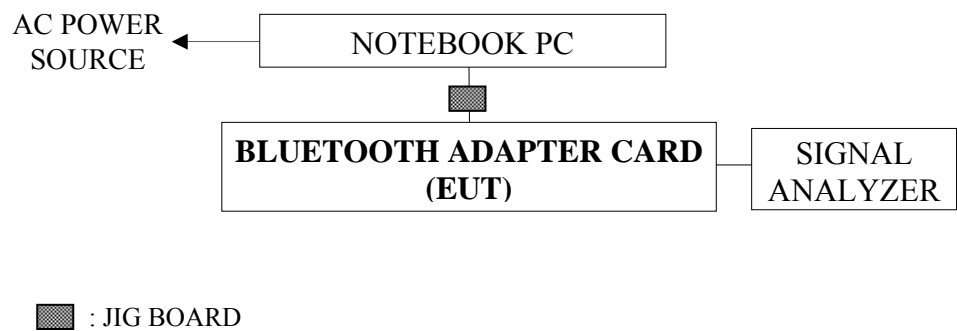 AC POWER
SOURCE
NOTEBOOK PC
BLUETOOTH ADAPTER CARD
(EUT)
SIGNAL
ANALYZER
: JIG BOARD